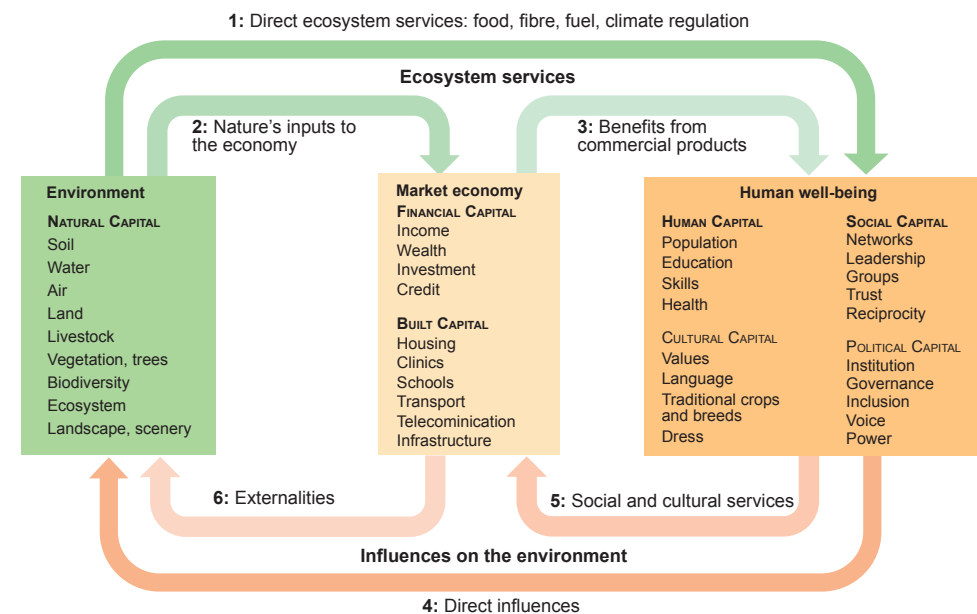 1: Direct ecosystem services: food, fibre, fuel, climate regulation
Ecosystem services
2: Nature's inputs to
the economy
3: Benefits from
commercial products
Environment
NATURAL CAPITAL
Soil
Water
Air
Land
Livestock
Vegetation, trees
Biodiversity
Ecosystem
Landscape, scenery
Market economy
FINANCIAL CAPITAL
Income
Wealth
Investment
Credit
BUILT CAPITAL
Housing
Clinics
Schools
Transport
Telecominication
Infrastructure
Human well-being
HUMAN CAPITAL
Population
Education
Skills
Health
CULTURAL CAPITAL
Values
Language
Traditional crops
and breeds
Dress
SOCIAL CAPITAL
Networks
Leadership
Groups
Trust
Reciprocity
POLITICAL CAPITAL
Institution
Governance
Inclusion
Voice
Power
6: Externalities
5: Social and cultural services
Influences on the environment
4: Direct influences